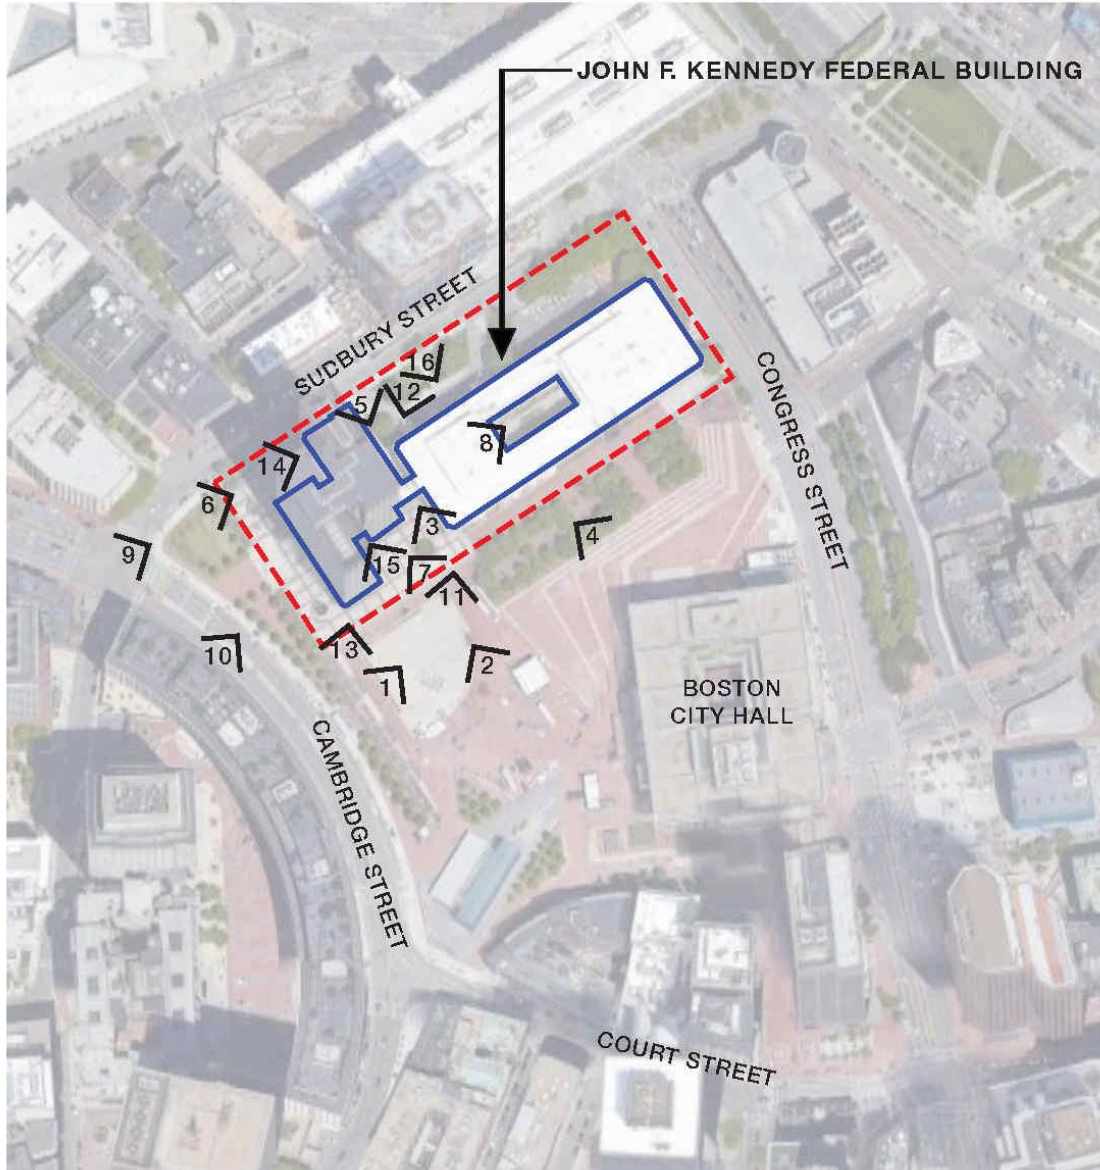 JOHN F. KENNEDY FEDERAL BUILDING
SUDBURY STREET
16
5
12
8
14
6
3
4
9
15
7
11
10
13
1
2
CONGRESS STREET
BOSTON
CITY HALL
CAMBRIDGE STREET
COURT STREET